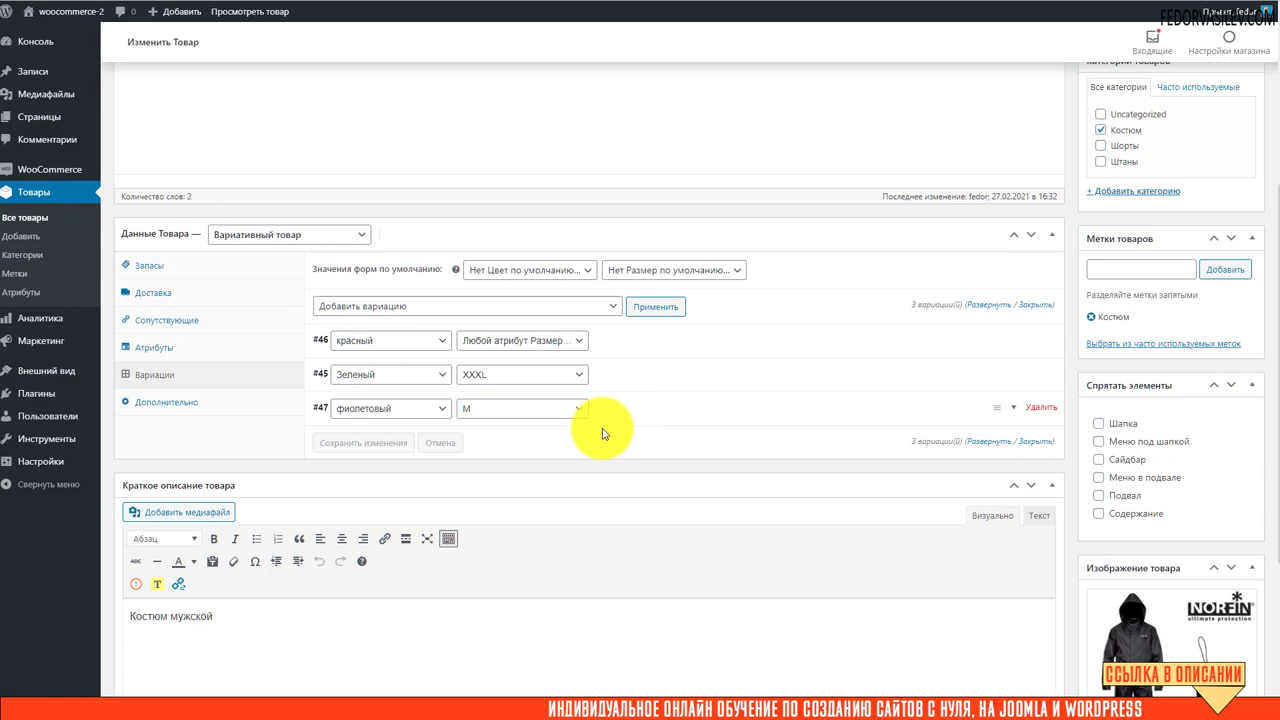 woocommerce-2
0
Добавить
Просмотреть товар
fedor
FEDORVASILEV.COM
Консоль
Записи
Медиафайлы
Страницы
Комментарии
WooCommerce
Товары
Все товары
Добавить
Категории
Метки
Атрибуты
Аналитика
Маркетинг
Внешний вид
Плагины
Пользователи
Инструменты
Настройки
Свернуть меню
Изменить Товар
Входящие
Настройки магазина
Количество слов: 2
Последнее изменение: fedor; 27.02.2021 в 16:32
Данные Товара —
Вариативный товар
Запасы
Доставка
Сопутствующие
Атрибуты
Вариации
Дополнительно
Значения форм по умолчанию:
Нет Цвет по умолчанию...
Нет Размер по умолчанию...
Добавить вариацию
Применить
3 вариации(й) (Развернуть / Закрыть)
#46 красный Любой атрибут Размер...
#45 Зеленый XXXL
#47 фиолетовый M
Удалить
Сохранить изменения
Отмена
3 вариации(й) (Развернуть / Закрыть)
Краткое описание товара
Добавить медиафайл
Визуально
Текст
Абзац
Костюм мужской
Категории товаров
Все категории
Часто используемые
Uncategorized
Костюм
Шорты
Штаны
+ Добавить категорию
Метки товаров
Добавить
Разделяйте метки запятыми
Костюм
Выбрать из часто используемых меток
Спрятать элементы
Шапка
Меню под шапкой
Сайдбар
Меню в подвале
Подвал
Содержание
Изображение товара
NORFIN
ultimate protection
ССЫЛКА В ОПИСАНИИ
ИНДИВИДУАЛЬНОЕ ОНЛАЙН ОБУЧЕНИЕ ПО СОЗДАНИЮ САЙТОВ С НУЛЯ, НА JOOMLA И WORDPRESS